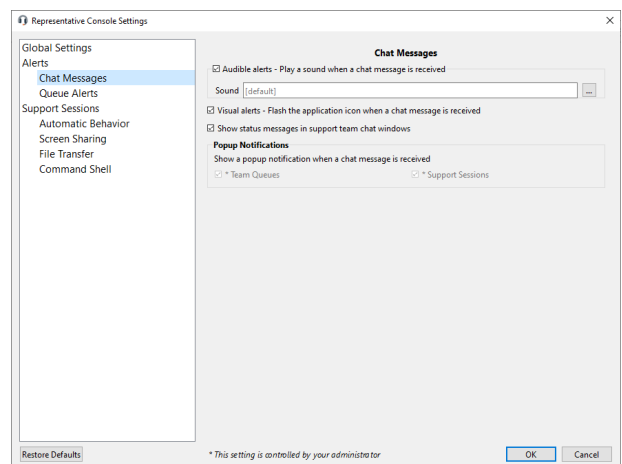 Representative Console Settings
Global Settings
Alerts
Chat Messages
Queue Alerts
Support Sessions
Automatic Behavior
Screen Sharing
File Transfer
Command Shell
Chat Messages
Audible alerts - Play a sound when a chat message is received
Sound [default] ...
Visual alerts - Flash the application icon when a chat message is received
Show status messages in support team chat windows
Popup Notifications
Show a popup notification when a chat message is received
* Team Queues * Support Sessions
Restore Defaults * This setting is controlled by your administrator OK Cancel